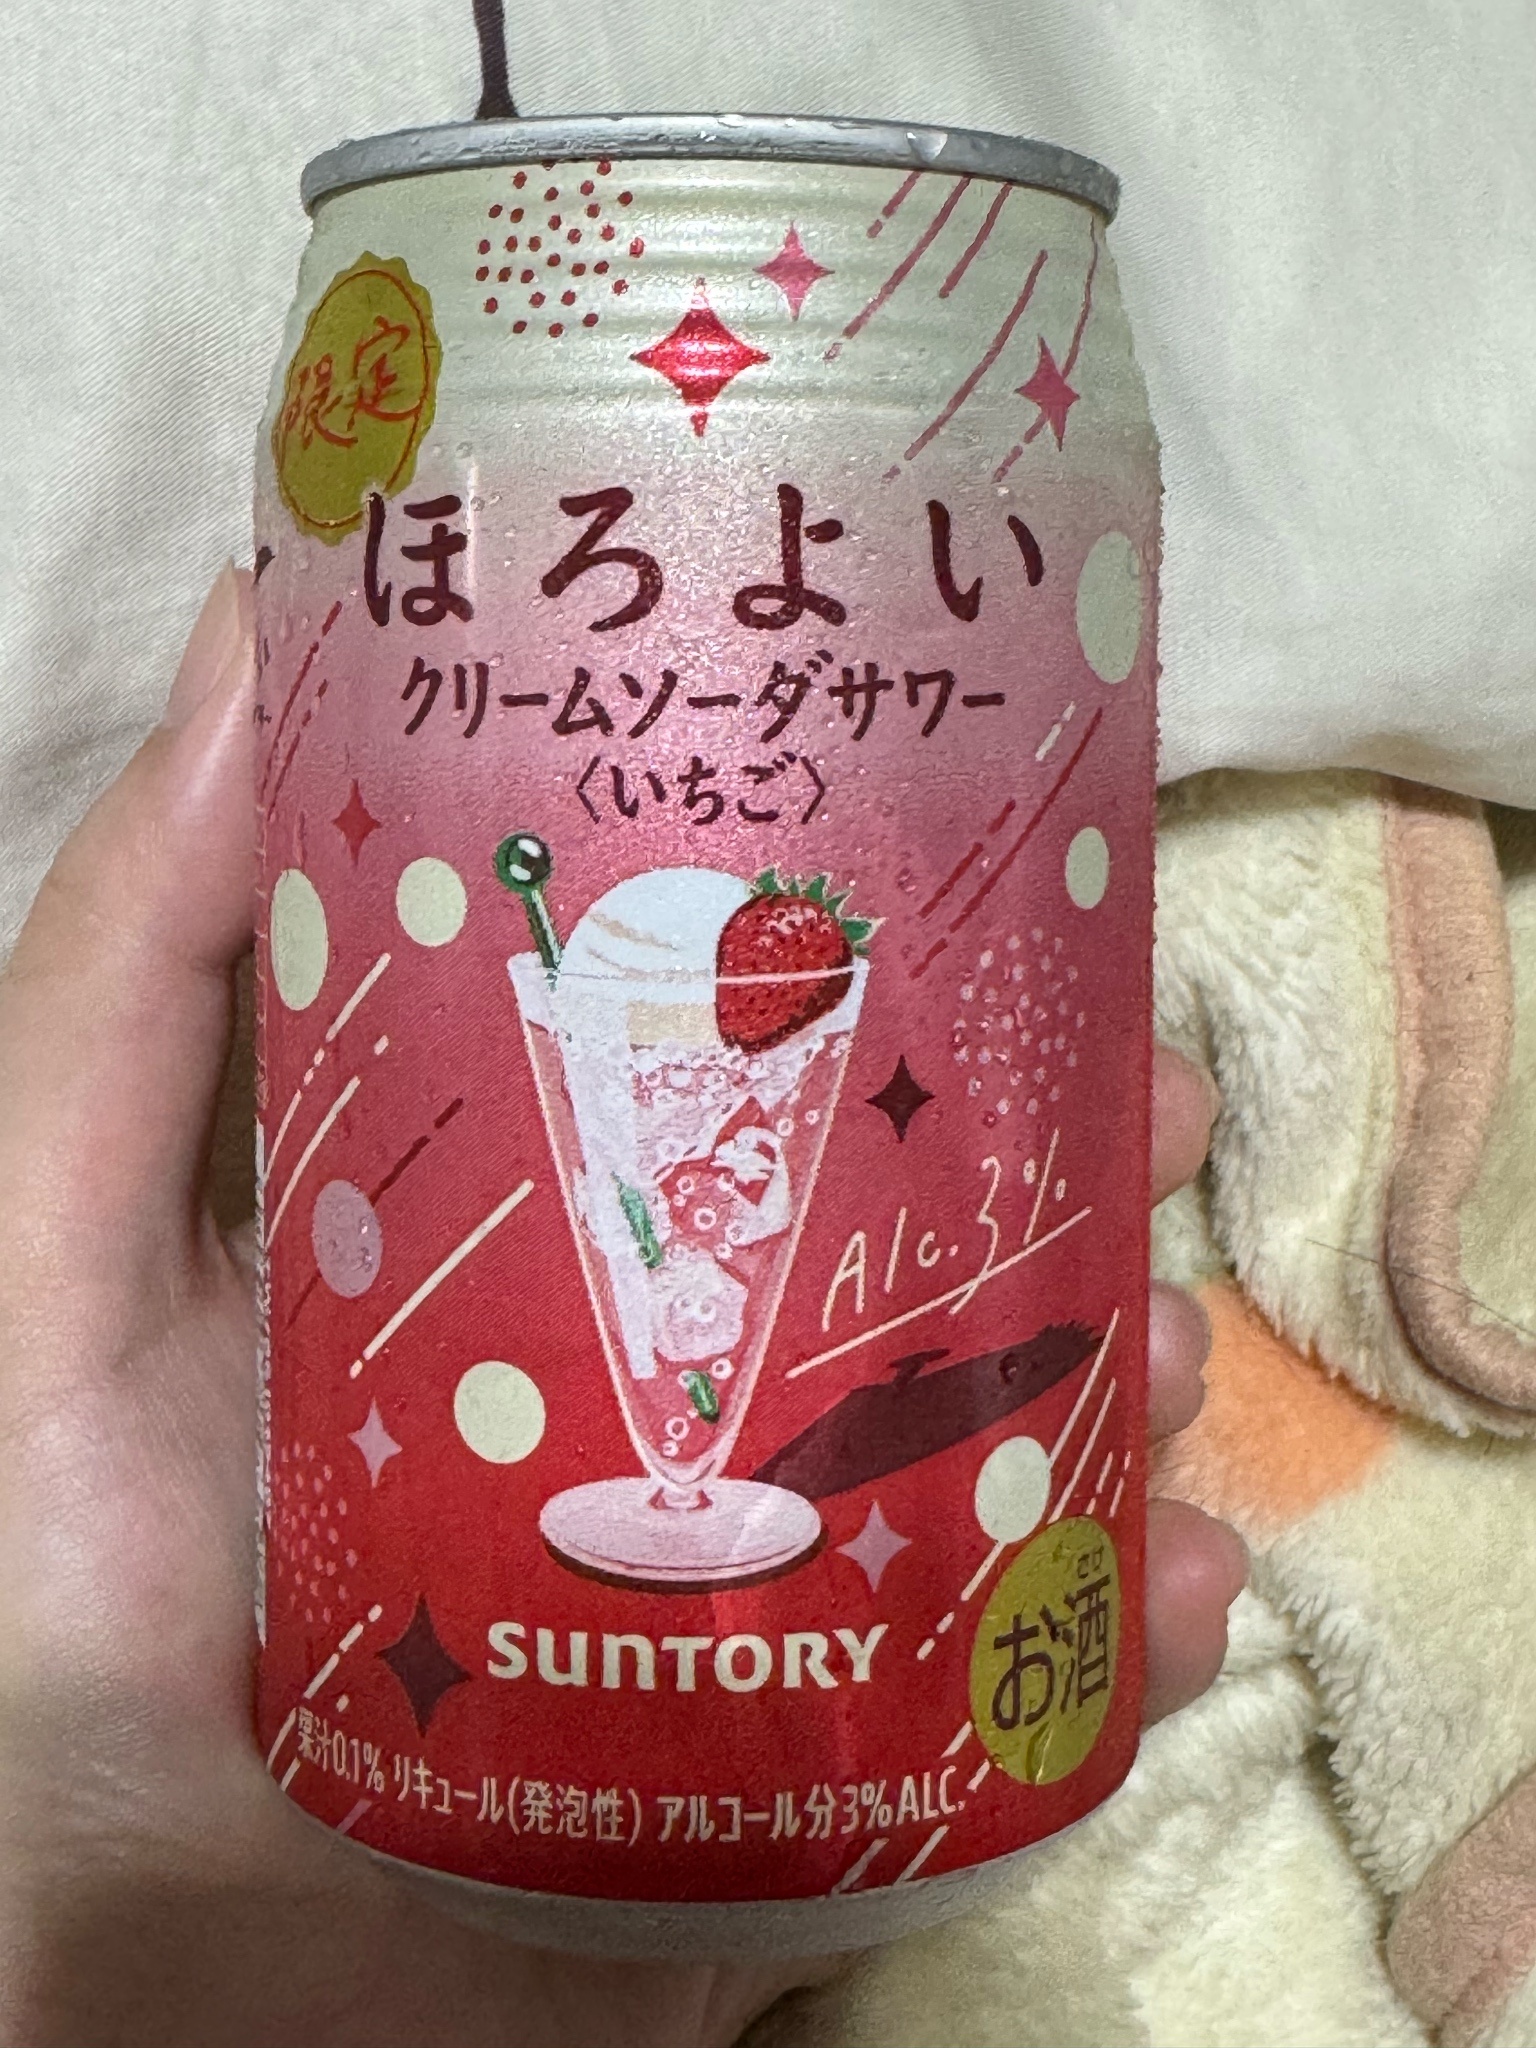 限定
ほろよい
クリームソーダサワー
〈いちご〉
Alc.3%
SUNTORY
さけ
お酒
果汁0.1% リキュール(発泡性) アルコール分3%ALC.